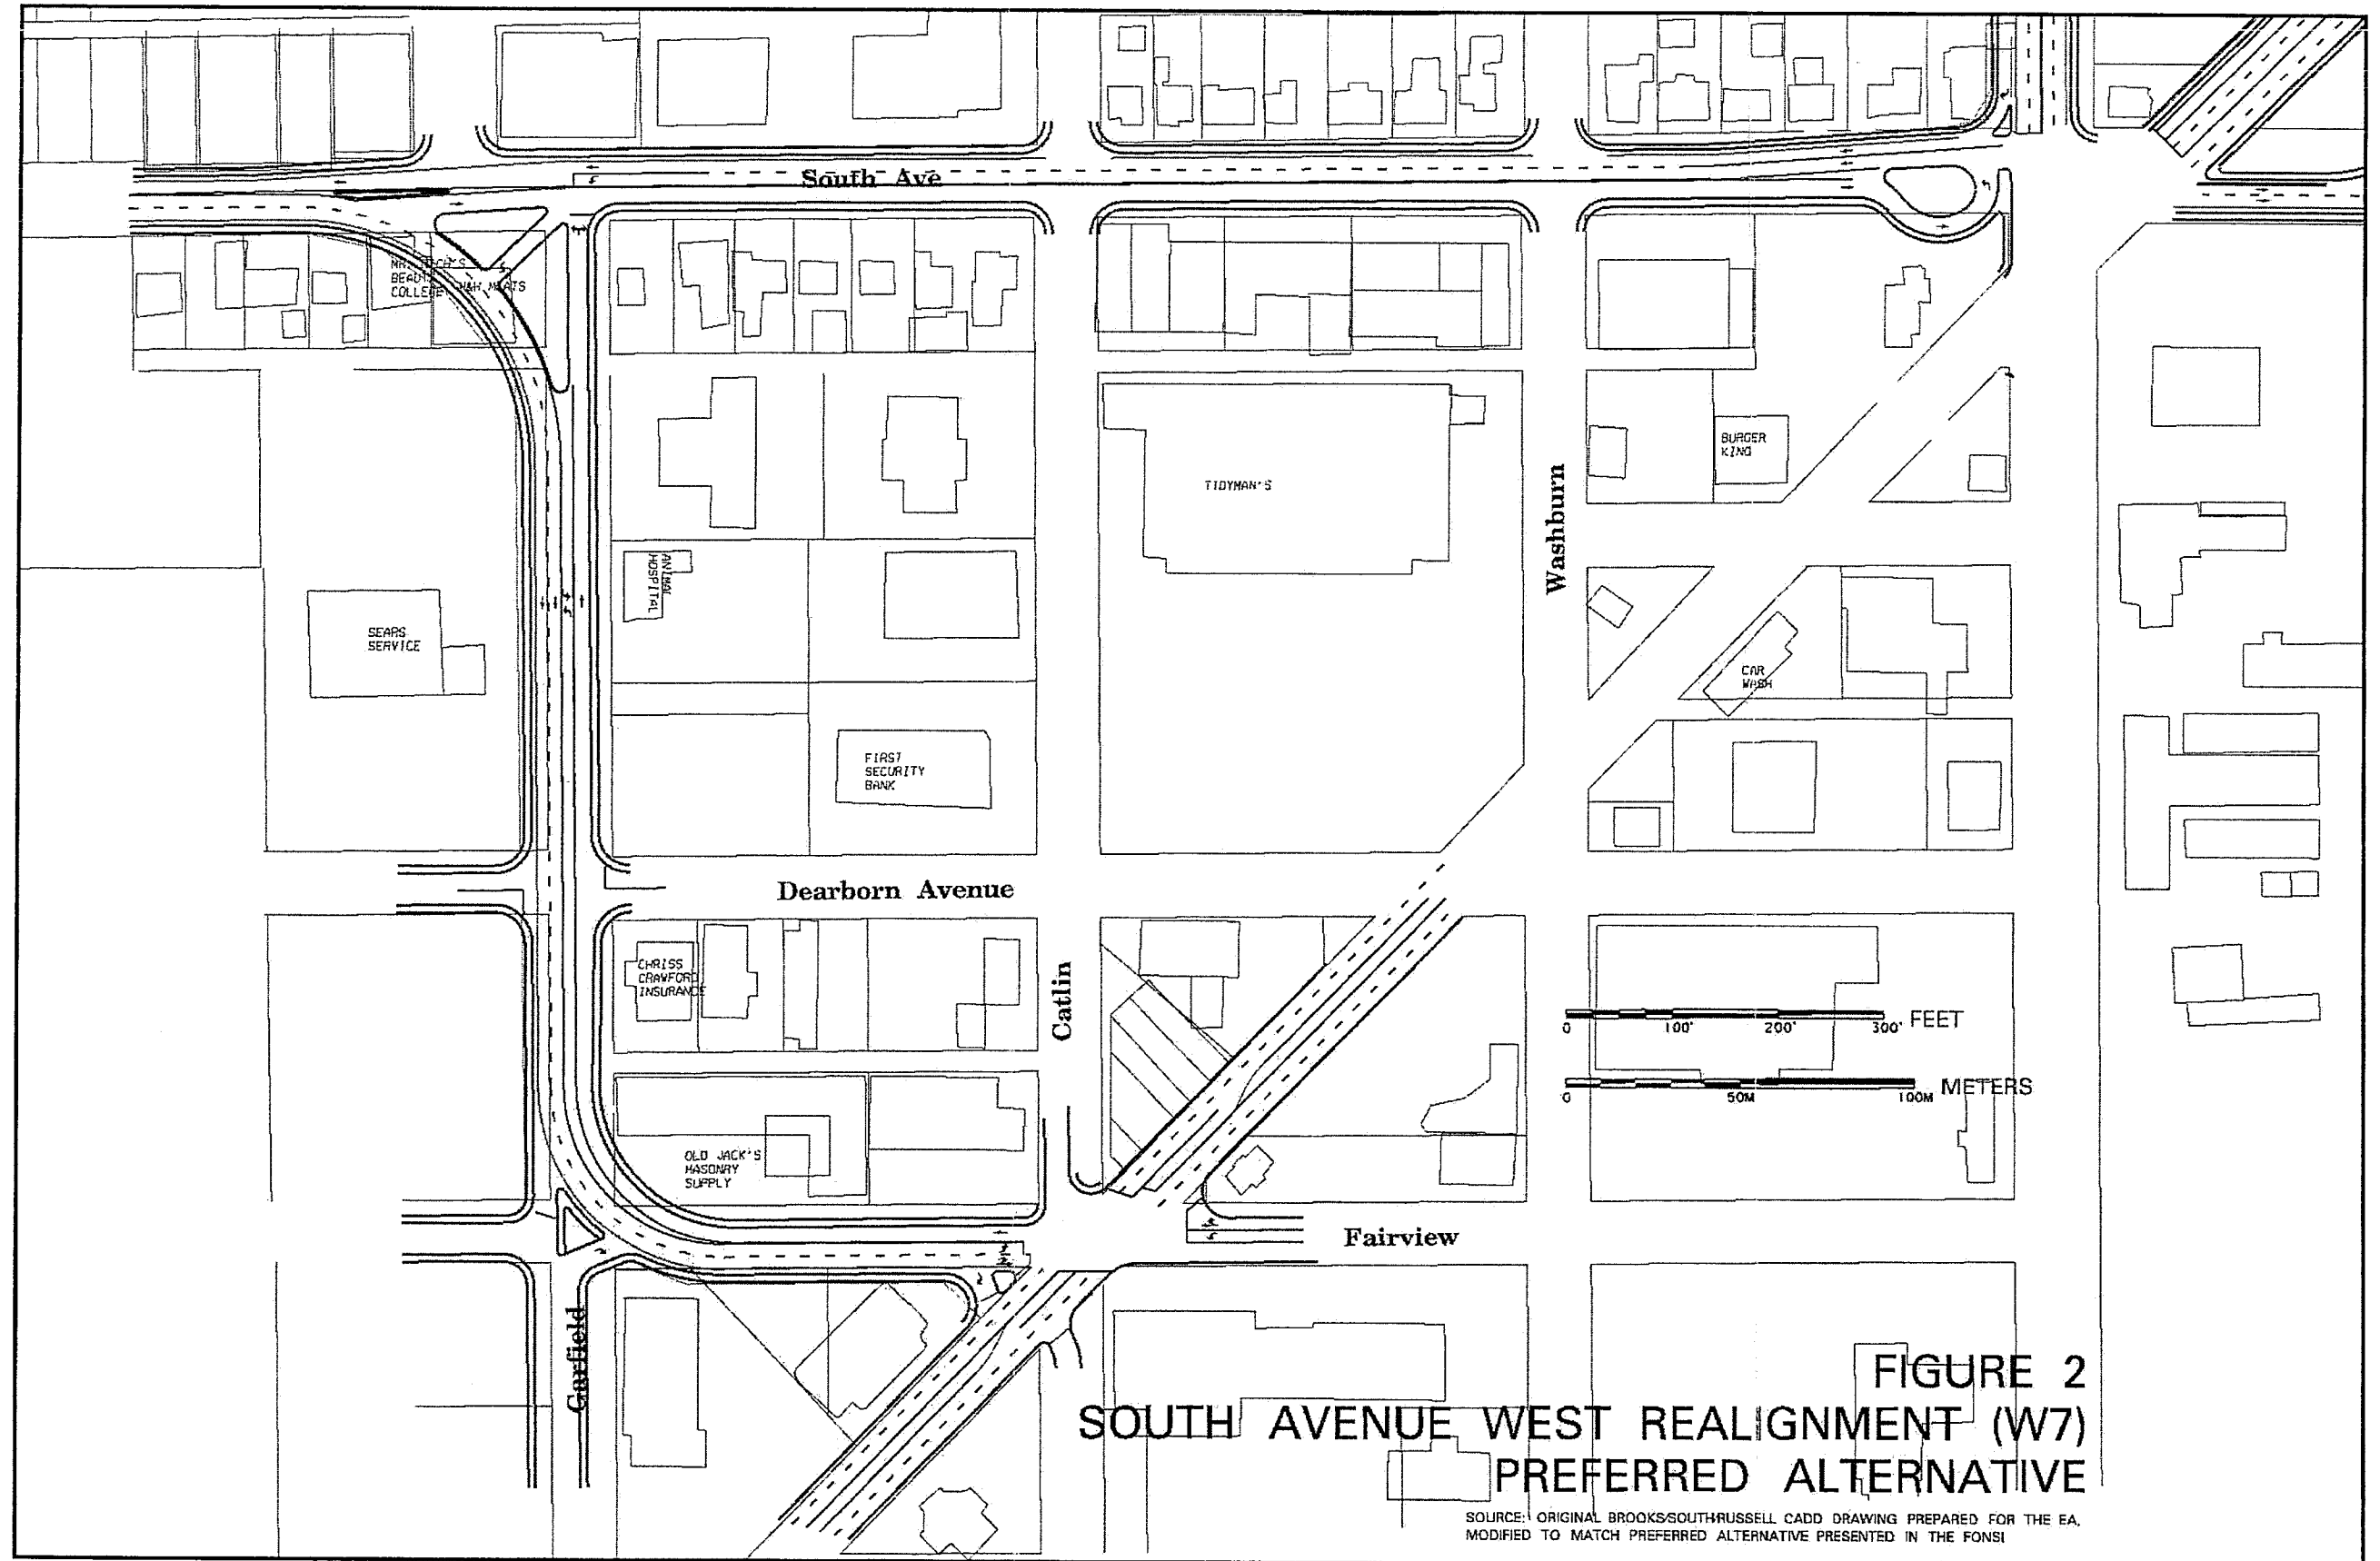 South Ave
MR. RICH'S
BEAUTY
COLLEGE
H&H MEATS
BURGER
KING
TIDYMAN'S
Washburn
ANIMAL
HOSPITAL
SEARS
SERVICE
CAR
WASH
FIRST
SECURITY
BANK
Dearborn Avenue
CHRISS
CRAWFORD
INSURANCE
Catlin
0 100' 200' 300' FEET
0 50M 100M METERS
OLD JACK'S
MASONRY
SUPPLY
Fairview
Garfield
FIGURE 2
SOUTH AVENUE WEST REALIGNMENT (W7)
PREFERRED ALTERNATIVE
SOURCE: ORIGINAL BROOKS/SOUTH/RUSSELL CADD DRAWING PREPARED FOR THE EA,
MODIFIED TO MATCH PREFERRED ALTERNATIVE PRESENTED IN THE FONSI